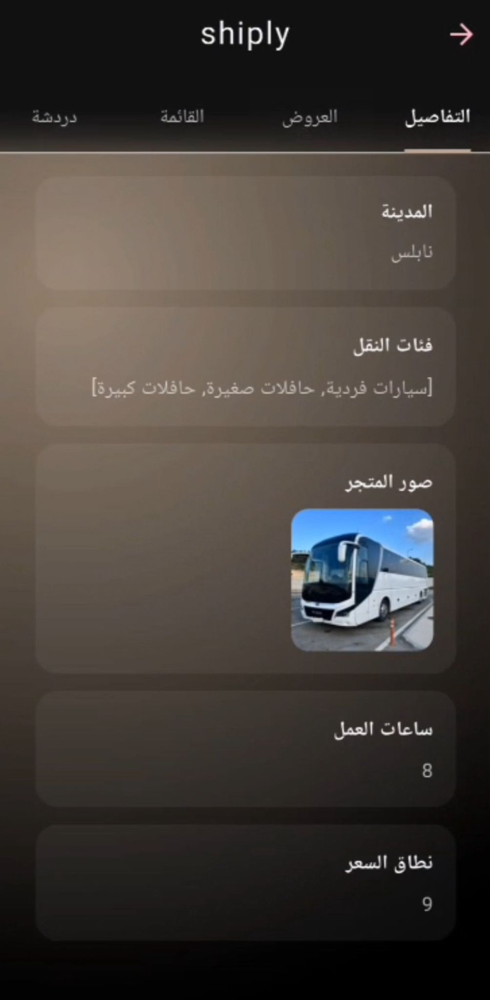 shiply
التفاصيل
العروض
القائمة
دردشة
المدينة
نابلس
فئات النقل
[سيارات فردية, حافلات صغيرة, حافلات كبيرة]
صور المتجر
ساعات العمل
8
نطاق السعر
9